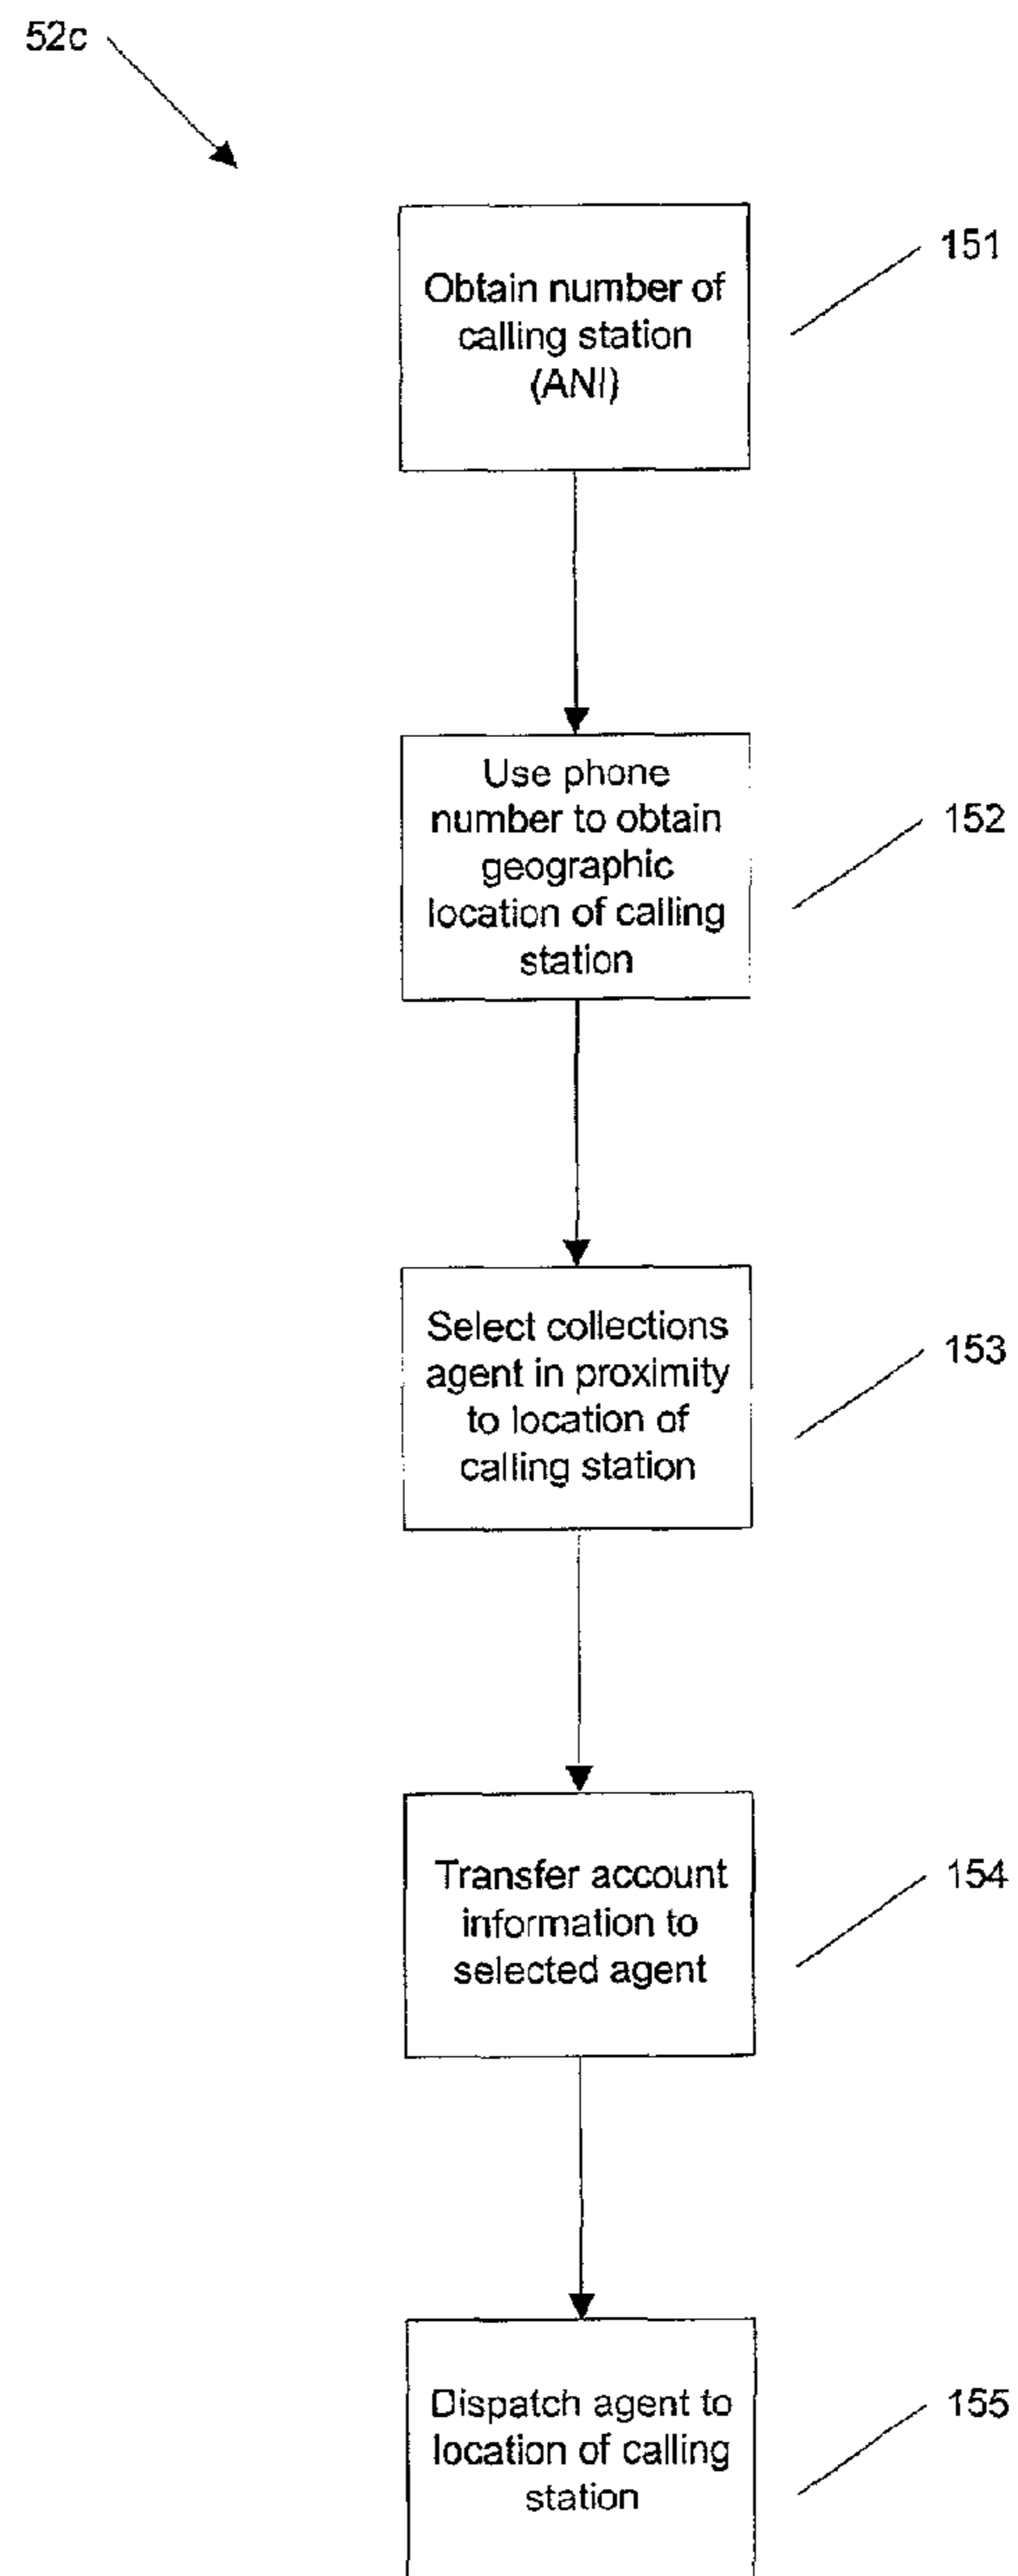 52c
Obtain number of
calling station
(ANI)
151
Use phone
number to obtain
geographic
location of calling
station
152
Select collections
agent in proximity
to location of
calling station
153
Transfer account
information to
selected agent
154
Dispatch agent to
location of calling
station
155